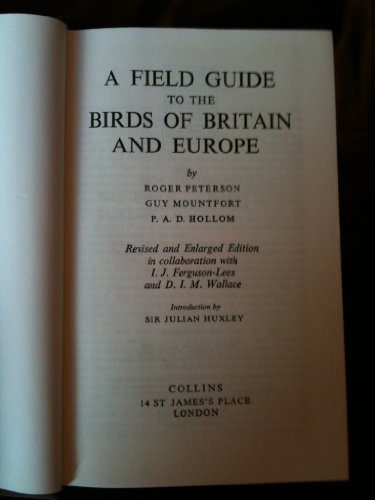 A FIELD GUIDE
TO THE
BIRDS OF BRITAIN
AND EUROPE
by
ROGER PETERSON
GUY MOUNTFORT
P. A. D. HOLLOM
Revised and Enlarged Edition
in collaboration with
I. J. Ferguson-Lees
and D. I. M. Wallace
Introduction by
SIR JULIAN HUXLEY
COLLINS
14 ST JAMES'S PLACE
LONDON